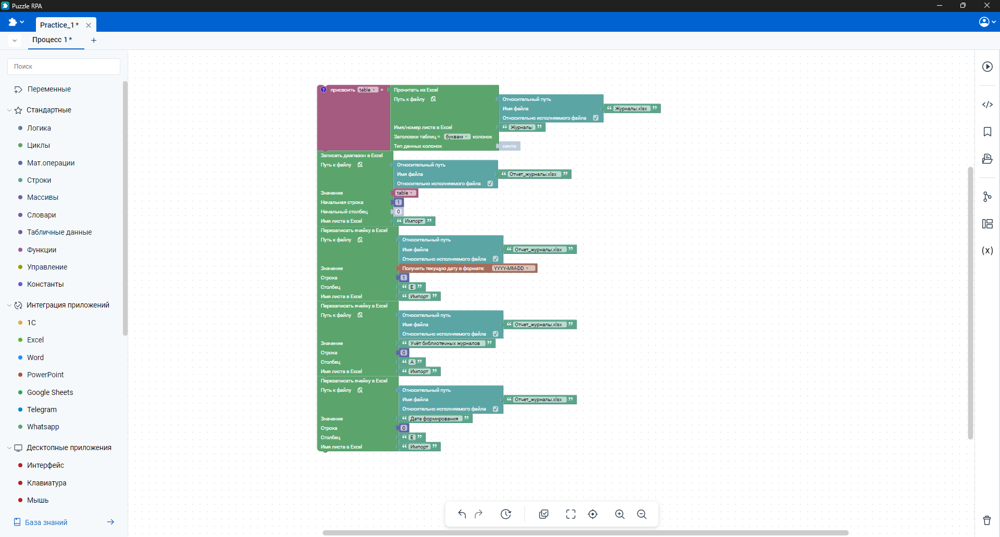 Puzzle RPA
Practice_1*
Процесс 1*
Поиск
Переменные
Стандартные
Логика
Циклы
Мат.операции
Строки
Массивы
Словари
Табличные данные
Функции
Управление
Константы
Интеграция приложений
1C
Excel
Word
PowerPoint
Google Sheets
Telegram
Whatsapp
Десктопные приложения
Интерфейс
Клавиатура
Мышь
База знаний
? присвоить table = Прочитать из Excel
Путь к файлу Относительный путь
Имя файла “ Журналы.xlsx ”
Относительно исполняемого файла
Имя/номер листа в Excel “ Журналы ”
Заголовки таблиц = буквам колонок
Тип данных колонок ничто
Записать диапазон в Excel
Путь к файлу Относительный путь
Имя файла “ Отчет_журналы.xlsx ”
Относительно исполняемого файла
Значение table
Начальная строка 1
Начальный столбец 0
Имя листа в Excel “ Импорт ”
Перезаписать ячейку в Excel
Путь к файлу Относительный путь
Имя файла “ Отчет_журналы.xlsx ”
Относительно исполняемого файла
Значение Получить текущую дату в формате: YYYY-MM-DD
Строка 1
Столбец “ E ”
Имя листа в Excel “ Импорт ”
Перезаписать ячейку в Excel
Путь к файлу Относительный путь
Имя файла “ Отчет_журналы.xlsx ”
Относительно исполняемого файла
Значение “ Учёт библиотечных журналов ”
Строка 0
Столбец “ A ”
Имя листа в Excel “ Импорт ”
Перезаписать ячейку в Excel
Путь к файлу Относительный путь
Имя файла “ Отчет_журналы.xlsx ”
Относительно исполняемого файла
Значение “ Дата формирования ”
Строка 0
Столбец “ E ”
Имя листа в Excel “ Импорт ”